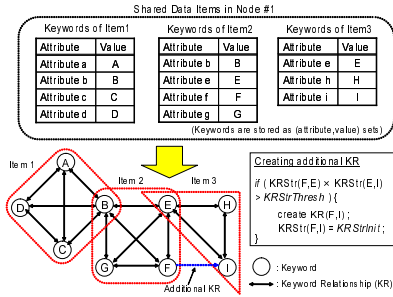 Shared Data Items in Node #1
Keywords of Item1
Keywords of Item2
Keywords of Item3
Attribute Value
Attribute a A
Attribute b B
Attribute c C
Attribute d D
Attribute Value
Attribute b B
Attribute e E
Attribute f F
Attribute g G
Attribute Value
Attribute e E
Attribute h H
Attribute i I
(Keywords are stored as (attribute,value) sets)
Item 1
Item 2
Item 3
A
D
B
E
H
C
G
F
I
Additional KR
Creating additional KR
if ( KRStr(F,E) × KRStr(E,I)
> KRStrThresh ) {
create KR(F,I) ;
KRStr(F,I) = KRStrInit ;
}
: Keyword
: Keyword Relationship (KR)